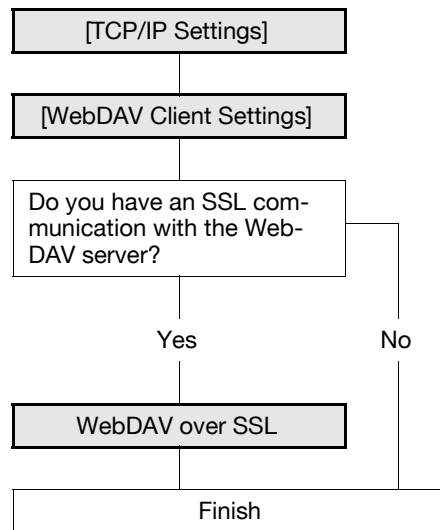 [TCP/IP Settings]
[WebDAV Client Settings]
Do you have an SSL com-
munication with the Web-
DAV server?
Yes
No
WebDAV over SSL
Finish